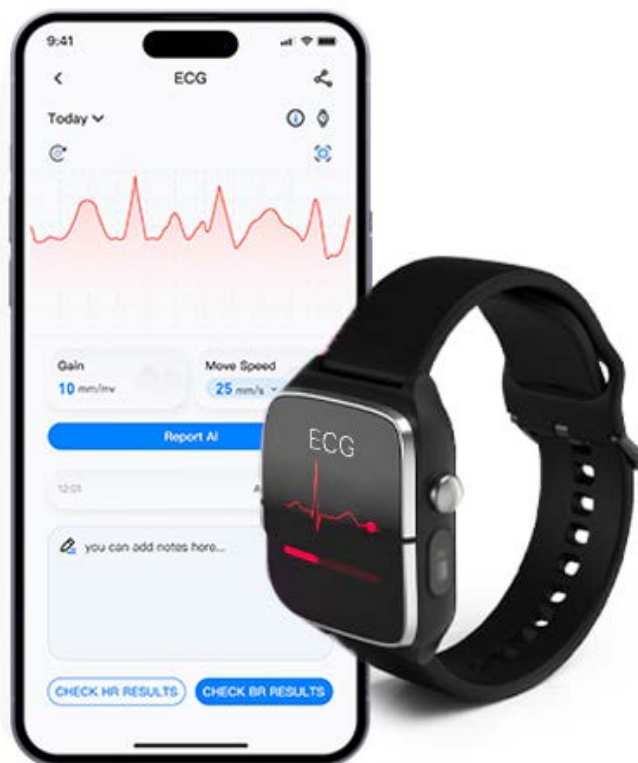 9:41
ECG
Today
Gain
10 mm/mv
Move Speed
25 mm/s
Report AI
12:01
ECG
you can add notes here...
CHECK HR RESULTS
CHECK BR RESULTS